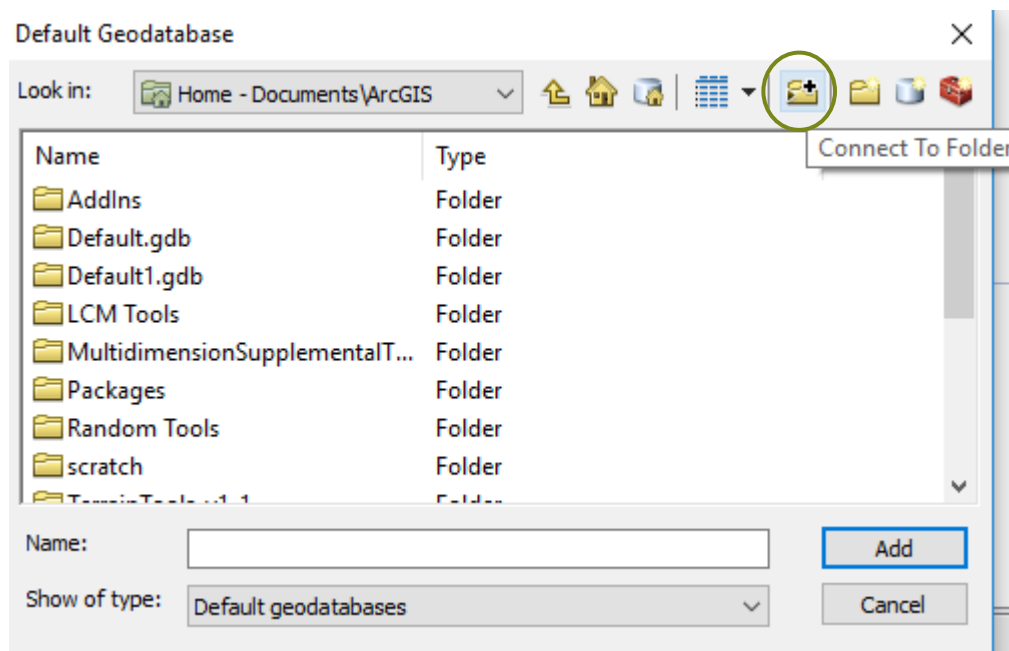 Default Geodatabase
Look in: Home - Documents\ArcGIS
Connect To Folder
Name Type
AddIns Folder
Default.gdb Folder
Default1.gdb Folder
LCM Tools Folder
MultidimensionSupplementalT... Folder
Packages Folder
Random Tools Folder
scratch Folder
Name: Add
Show of type: Default geodatabases Cancel